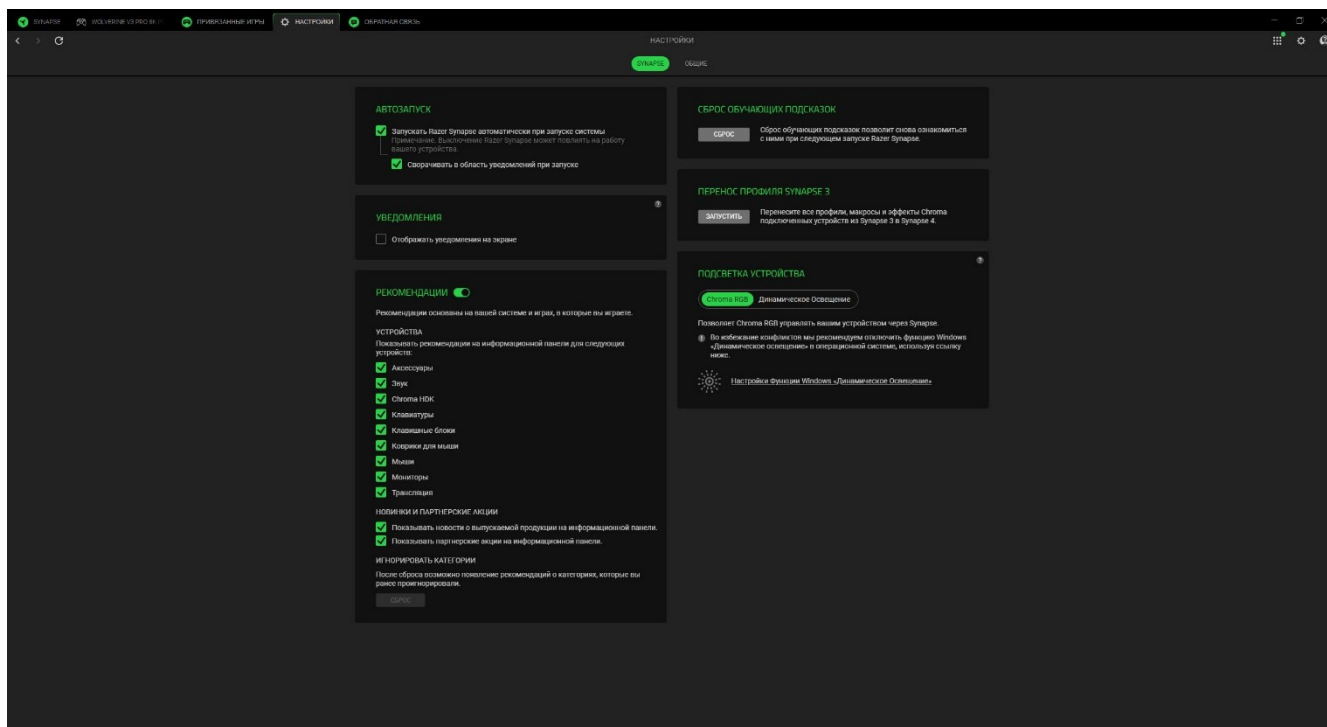 SYNAPSE
WOLVERINE V3 PRO 8K
ПРИВЯЗАННЫЕ ИГРЫ
НАСТРОЙКИ
ОБРАТНАЯ СВЯЗЬ
НАСТРОЙКИ
SYNAPSE
ОБЩИЕ
АВТОЗАПУСК
Запускать Razer Synapse автоматически при запуске системы
Примечание. Выключение Razer Synapse может повлиять на работу
вашего устройства.
Сворачивать в область уведомлений при запуске
УВЕДОМЛЕНИЯ
Отображать уведомления на экране
РЕКОМЕНДАЦИИ
Рекомендации основаны на вашей системе и играх, в которые вы играете.
УСТРОЙСТВА
Показывать рекомендации на информационной панели для следующих
устройств:
Аксессуары
Звук
Chroma HDK
Клавиатуры
Клавишные блоки
Коврики для мыши
Мыши
Мониторы
Трансляция
НОВИНКИ И ПАРТНЕРСКИЕ АКЦИИ
Показывать новости о выпускаемой продукции на информационной панели.
Показывать партнерские акции на информационной панели.
ИГНОРИРОВАТЬ КАТЕГОРИИ
После сброса возможно появление рекомендаций о категориях, которые вы
ранее проигнорировали.
СБРОС
СБРОС ОБУЧАЮЩИХ ПОДСКАЗОК
СБРОС
Сброс обучающих подсказок позволит снова ознакомиться
с ними при следующем запуске Razer Synapse.
ПЕРЕНОС ПРОФИЛЯ SYNAPSE 3
ЗАПУСТИТЬ
Перенесите все профили, макросы и эффекты Chroma
подключенных устройств из Synapse 3 в Synapse 4.
ПОДСВЕТКА УСТРОЙСТВА
Chroma RGB
Динамическое Освещение
Позволяет Chroma RGB управлять вашим устройством через Synapse.
Во избежание конфликтов мы рекомендуем отключить функцию Windows
«Динамическое освещение» в операционной системе, используя ссылку
ниже.
Настройки Функции Windows «Динамическое Освещение»